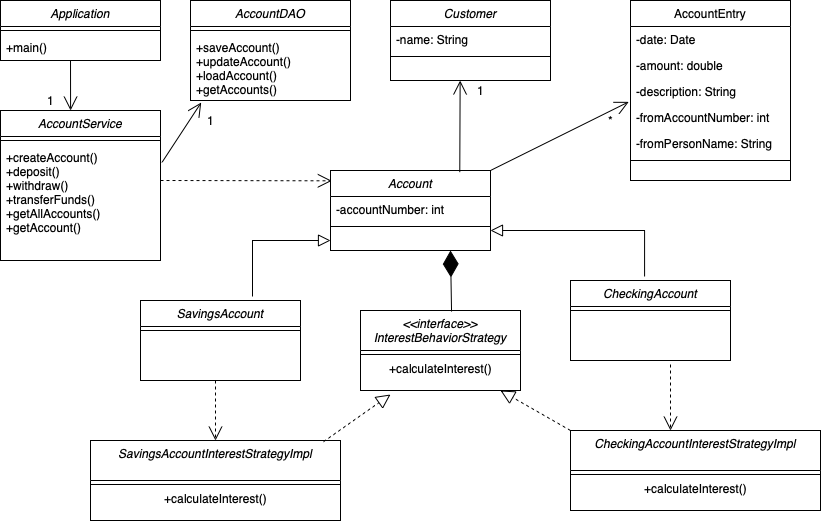 Application
+main()
AccountDAO
+saveAccount()
+updateAccount()
+loadAccount()
+getAccounts()
Customer
-name: String
AccountEntry
-date: Date
-amount: double
-description: String
-fromAccountNumber: int
-fromPersonName: String
1
1
1
*
AccountService
+createAccount()
+deposit()
+withdraw()
+transferFunds()
+getAllAccounts()
+getAccount()
Account
-accountNumber: int
SavingsAccount
<<interface>>
InterestBehaviorStrategy
+calculateInterest()
CheckingAccount
SavingsAccountInterestStrategyImpl
+calculateInterest()
CheckingAccountInterestStrategyImpl
+calculateInterest()